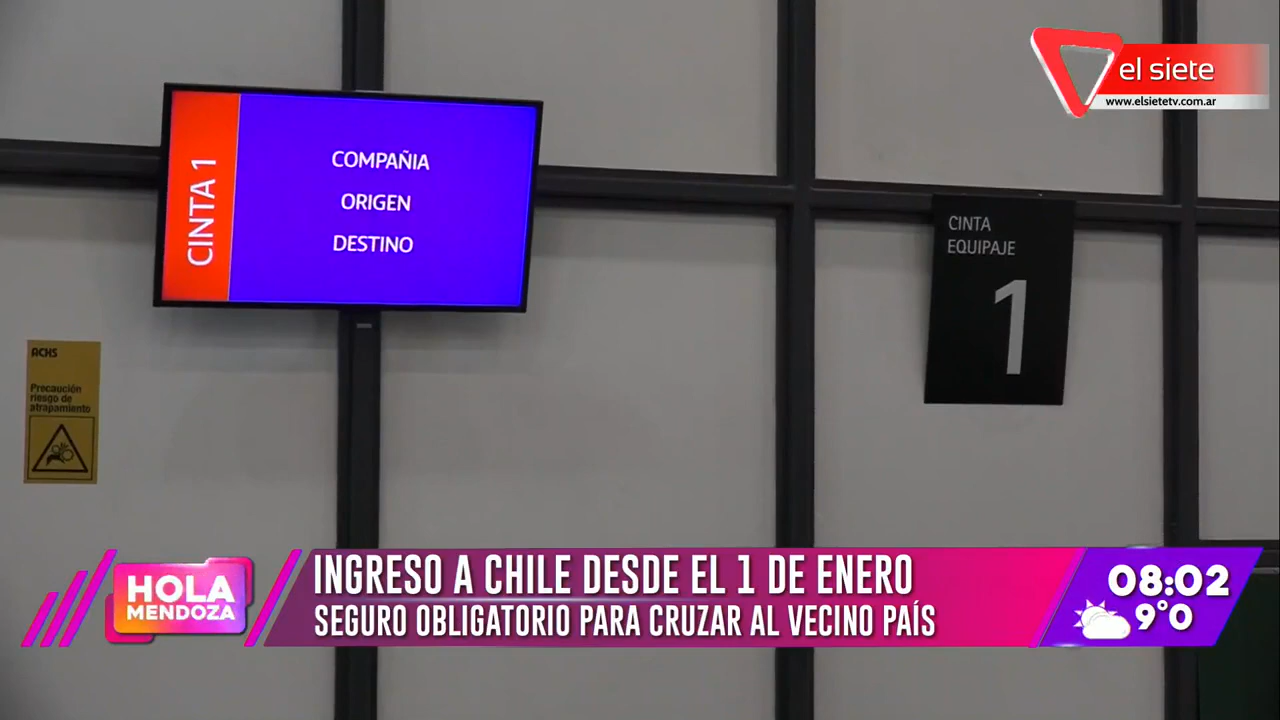 el siete
www.elsietetv.com.ar
CINTA 1
COMPAÑIA
ORIGEN
DESTINO
CINTA
EQUIPAJE
1
ACHS
Precaución
riesgo de
atrapamiento
HOLA
MENDOZA
INGRESO A CHILE DESDE EL 1 DE ENERO
SEGURO OBLIGATORIO PARA CRUZAR AL VECINO PAÍS
08:02
9°0